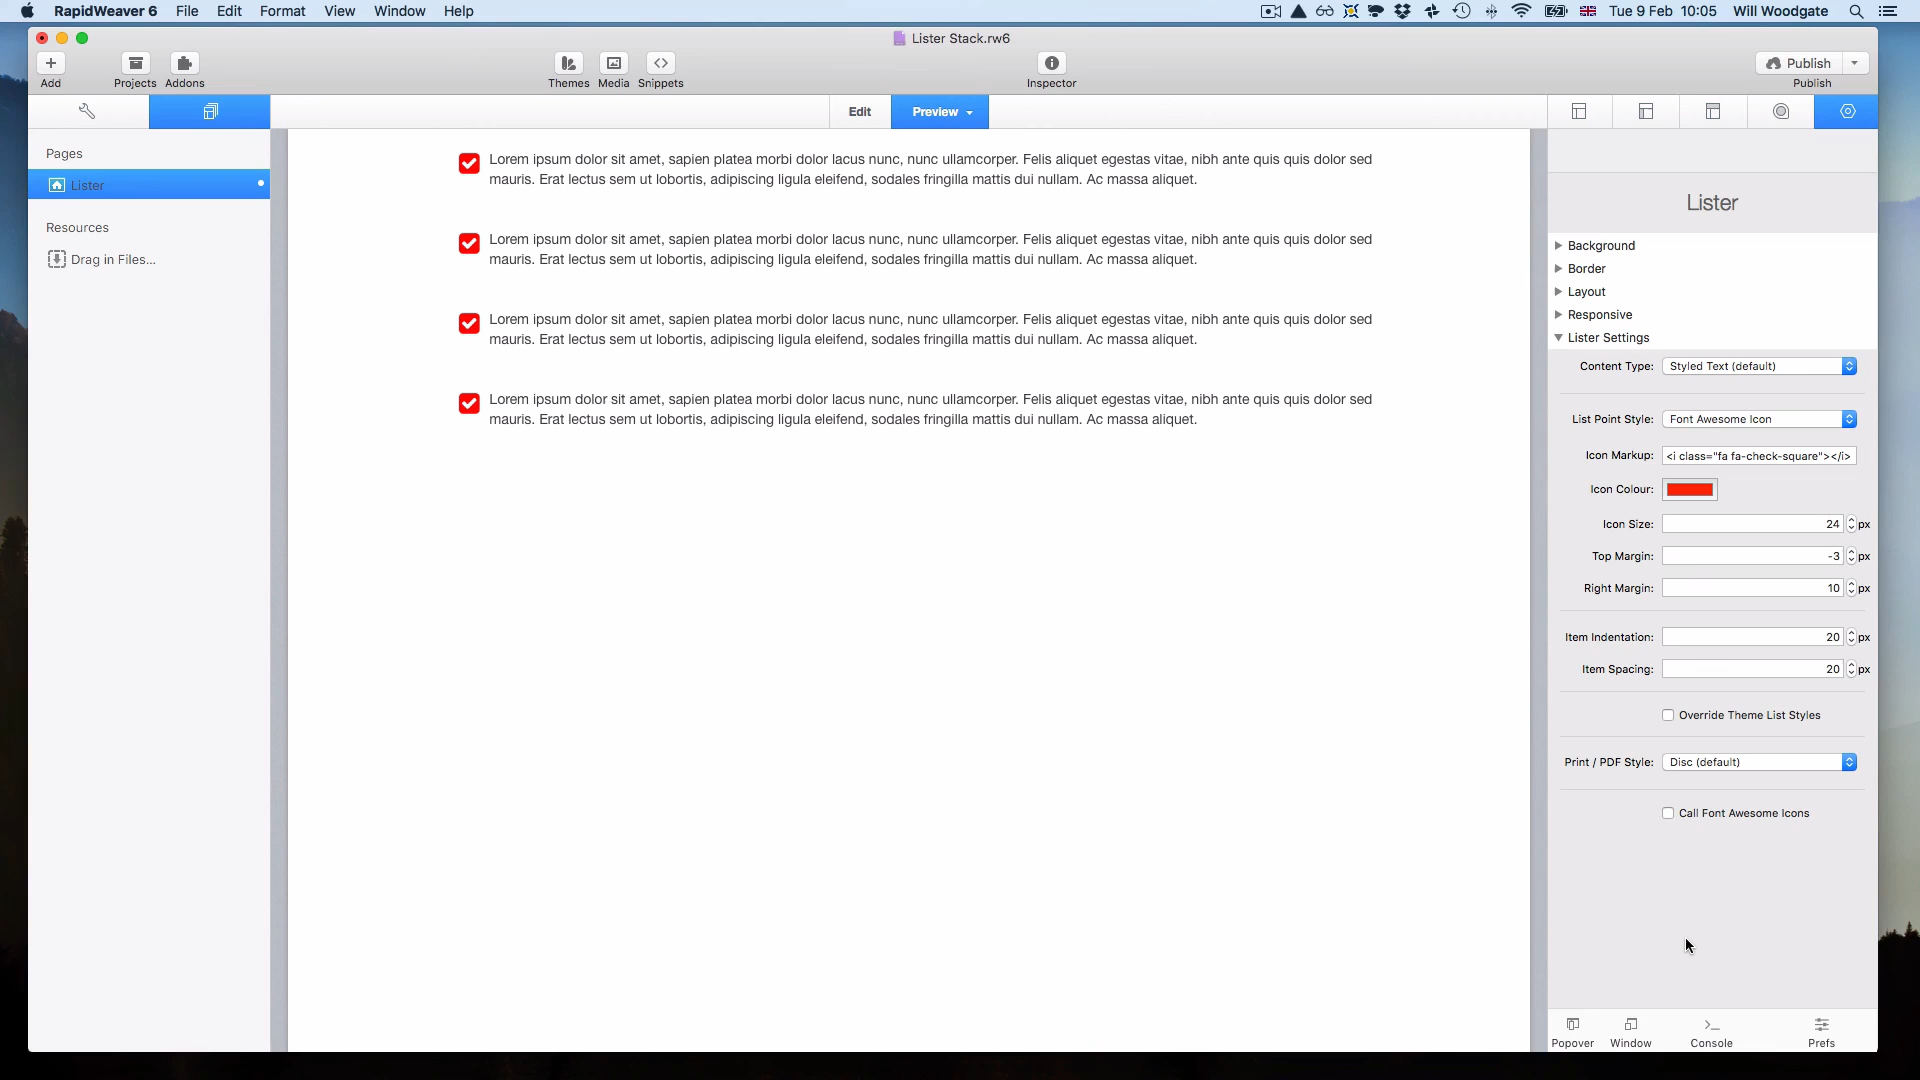 RapidWeaver 6 File Edit Format View Window Help Tue 9 Feb 10:05 Will Woodgate
Lister Stack.rw6
Add Projects Addons Themes Media Snippets Inspector Publish
Publish
Edit Preview
Pages
Lister
Resources
Drag in Files...
Lorem ipsum dolor sit amet, sapien platea morbi dolor lacus nunc, nunc ullamcorper. Felis aliquet egestas vitae, nibh ante quis quis dolor sed
mauris. Erat lectus sem ut lobortis, adipiscing ligula eleifend, sodales fringilla mattis dui nullam. Ac massa aliquet.
Lorem ipsum dolor sit amet, sapien platea morbi dolor lacus nunc, nunc ullamcorper. Felis aliquet egestas vitae, nibh ante quis quis dolor sed
mauris. Erat lectus sem ut lobortis, adipiscing ligula eleifend, sodales fringilla mattis dui nullam. Ac massa aliquet.
Lorem ipsum dolor sit amet, sapien platea morbi dolor lacus nunc, nunc ullamcorper. Felis aliquet egestas vitae, nibh ante quis quis dolor sed
mauris. Erat lectus sem ut lobortis, adipiscing ligula eleifend, sodales fringilla mattis dui nullam. Ac massa aliquet.
Lorem ipsum dolor sit amet, sapien platea morbi dolor lacus nunc, nunc ullamcorper. Felis aliquet egestas vitae, nibh ante quis quis dolor sed
mauris. Erat lectus sem ut lobortis, adipiscing ligula eleifend, sodales fringilla mattis dui nullam. Ac massa aliquet.
Lister
Background
Border
Layout
Responsive
Lister Settings
Content Type: Styled Text (default)
List Point Style: Font Awesome Icon
Icon Markup: <i class="fa fa-check-square"></i>
Icon Colour:
Icon Size: 24 px
Top Margin: -3 px
Right Margin: 10 px
Item Indentation: 20 px
Item Spacing: 20 px
Override Theme List Styles
Print / PDF Style: Disc (default)
Call Font Awesome Icons
Popover Window Console Prefs